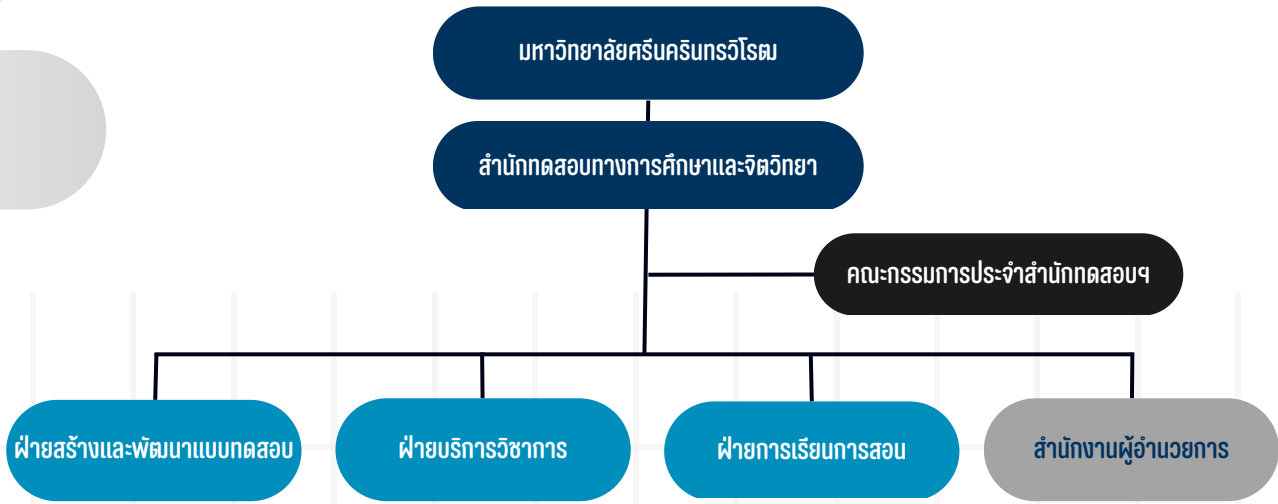 มหาวิทยาลัยศรีนครินทรวิโรฒ
สำนักทดสอบทางการศึกษาและจิตวิทยา
คณะกรรมการประจำสำนักทดสอบฯ
ฝ่ายสร้างและพัฒนาแบบทดสอบ
ฝ่ายบริการวิชาการ
ฝ่ายการเรียนการสอน
สำนักงานผู้อำนวยการ